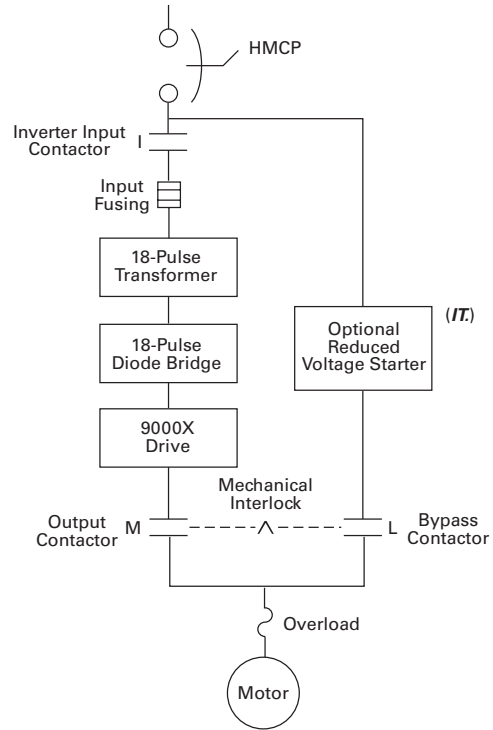 HMCP
Inverter Input
Contactor
I
Input
Fusing
18-Pulse
Transformer
18-Pulse
Diode Bridge
9000X
Drive
Optional
Reduced
Voltage Starter
(IT.)
Mechanical
Interlock
Output
Contactor
M
L
Bypass
Contactor
Overload
Motor